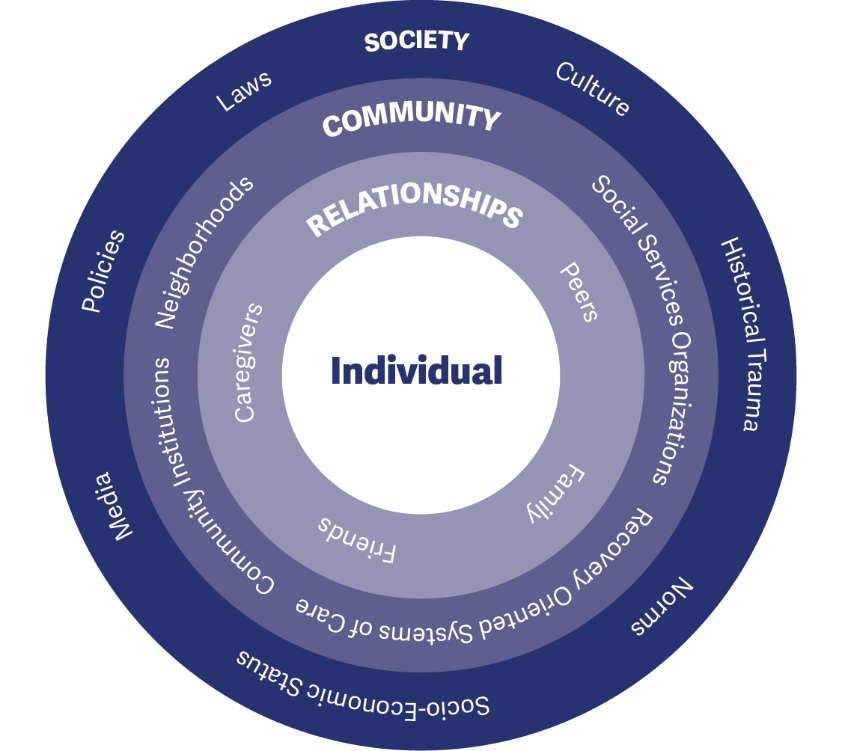 SOCIETY
Laws
Culture
Policies
Historical Trauma
Media
Norms
Socio-Economic Status
COMMUNITY
Neighborhoods
Social Services Organizations
Community Institutions
Recovery Oriented Systems of Care
RELATIONSHIPS
Caregivers
Peers
Friends
Family
Individual